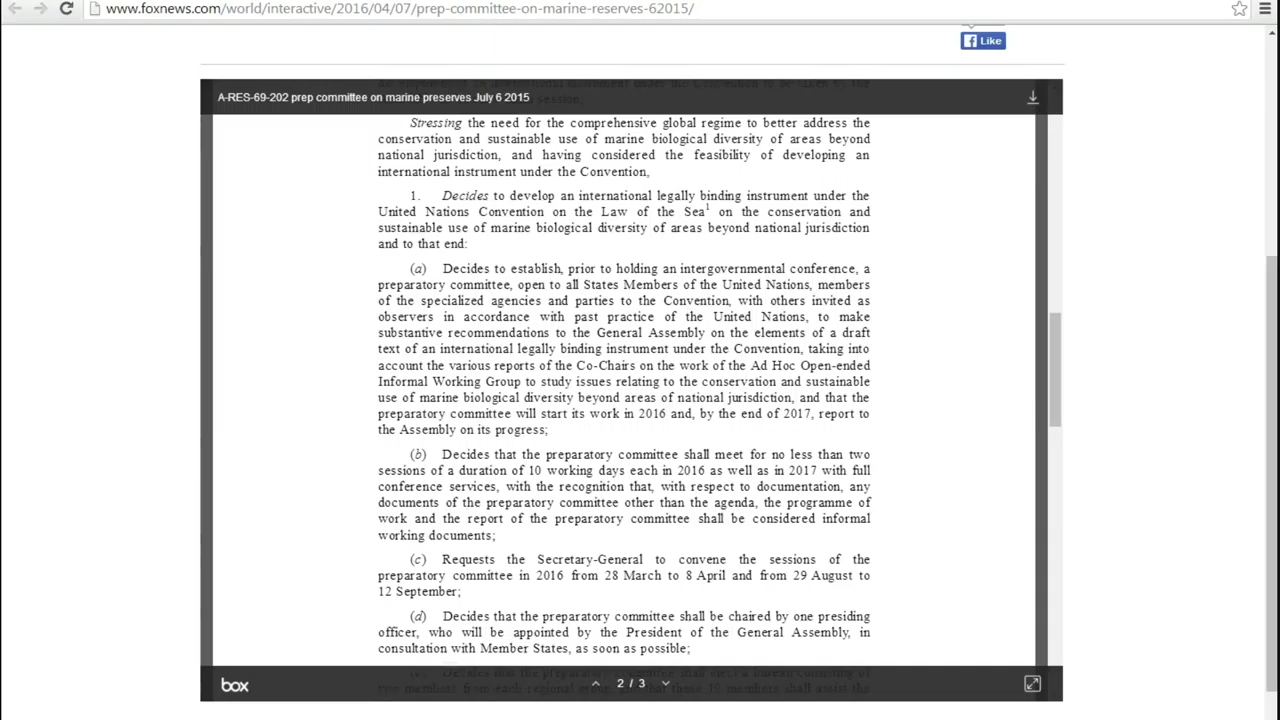 www.foxnews.com/world/interactive/2016/04/07/prep-committee-on-marine-reserves-62015/
Like
A-RES-69-202 prep committee on marine preserves July 6 2015
Stressing the need for the comprehensive global regime to better address the
conservation and sustainable use of marine biological diversity of areas beyond
national jurisdiction, and having considered the feasibility of developing an
international instrument under the Convention,
1. Decides to develop an international legally binding instrument under the
United Nations Convention on the Law of the Sea1 on the conservation and
sustainable use of marine biological diversity of areas beyond national jurisdiction
and to that end:
(a) Decides to establish, prior to holding an intergovernmental conference, a
preparatory committee, open to all States Members of the United Nations, members
of the specialized agencies and parties to the Convention, with others invited as
observers in accordance with past practice of the United Nations, to make
substantive recommendations to the General Assembly on the elements of a draft
text of an international legally binding instrument under the Convention, taking into
account the various reports of the Co-Chairs on the work of the Ad Hoc Open-ended
Informal Working Group to study issues relating to the conservation and sustainable
use of marine biological diversity beyond areas of national jurisdiction, and that the
preparatory committee will start its work in 2016 and, by the end of 2017, report to
the Assembly on its progress;
(b) Decides that the preparatory committee shall meet for no less than two
sessions of a duration of 10 working days each in 2016 as well as in 2017 with full
conference services, with the recognition that, with respect to documentation, any
documents of the preparatory committee other than the agenda, the programme of
work and the report of the preparatory committee shall be considered informal
working documents;
(c) Requests the Secretary-General to convene the sessions of the
preparatory committee in 2016 from 28 March to 8 April and from 29 August to
12 September;
(d) Decides that the preparatory committee shall be chaired by one presiding
officer, who will be appointed by the President of the General Assembly, in
consultation with Member States, as soon as possible;
box
2 / 3